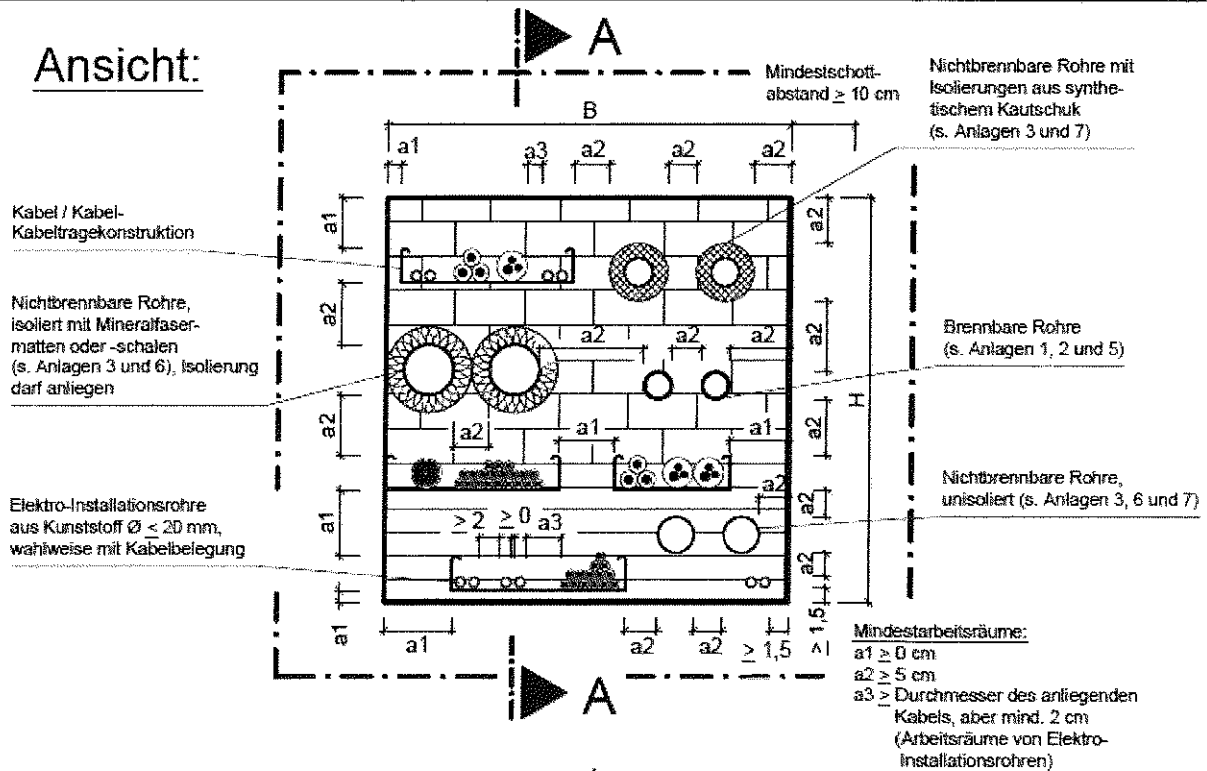 Ansicht:
A
Mindestschott-
abstand ≥ 10 cm
Nichtbrennbare Rohre mit
Isolierungen aus synthe-
tischem Kautschuk
(s. Anlagen 3 und 7)
B
a1
a3
a2
a2
a2
Kabel / Kabel-
Kabeltragekonstruktion
a1
a2
Nichtbrennbare Rohre,
isoliert mit Mineralfaser-
matten oder -schalen
(s. Anlagen 3 und 6), Isolierung
darf anliegen
a2
a2
a2
a2
a2
Brennbare Rohre
(s. Anlagen 1, 2 und 5)
H
a2
a2
a1
a1
a2
Elektro-Installationsrohre
aus Kunststoff Ø ≤ 20 mm,
wahlweise mit Kabelbelegung
a1
≥ 2
≥ 0
a3
a2
a2
Nichtbrennbare Rohre,
unisoliert (s. Anlagen 3, 6 und 7)
a2
a1
a1
a2
a2
≥ 1,5
≥ 1,5
A
Mindestarbeitsräume:
a1 ≥ 0 cm
a2 ≥ 5 cm
a3 ≥ Durchmesser des anliegenden
Kabels, aber mind. 2 cm
(Arbeitsräume von Elektro-
Installationsrohren)